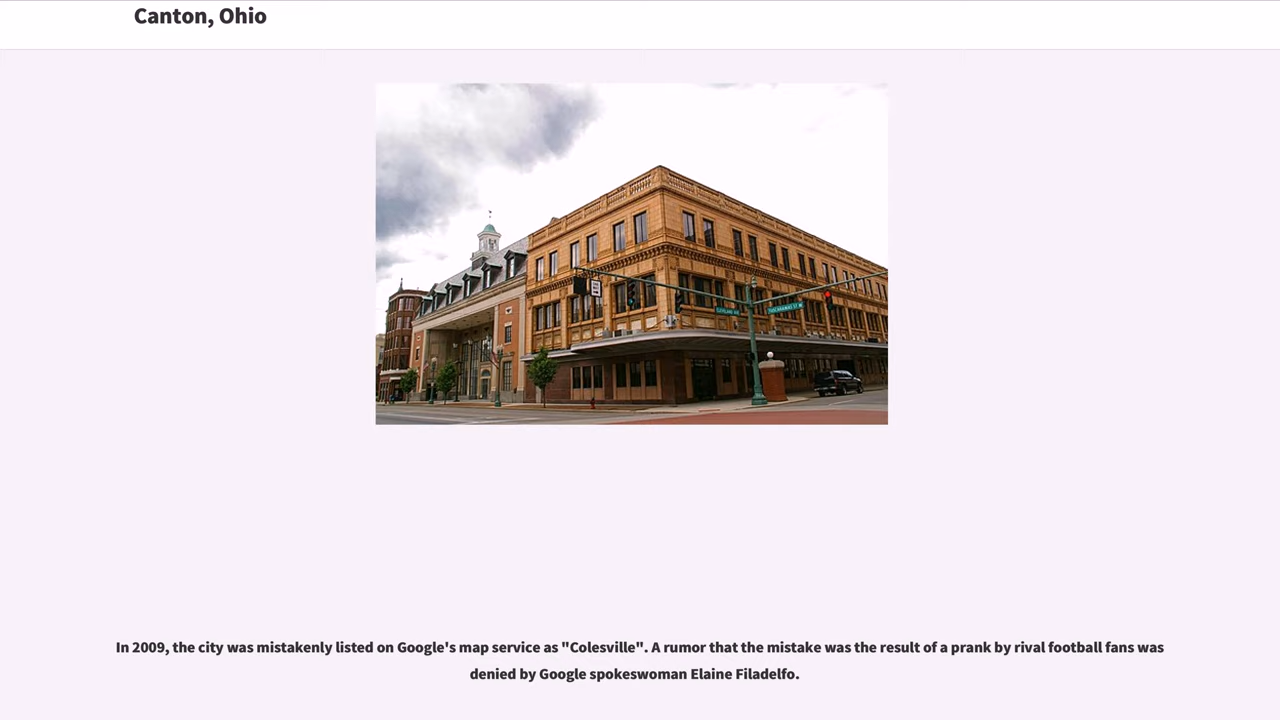 Canton, Ohio
In 2009, the city was mistakenly listed on Google's map service as "Colesville". A rumor that the mistake was the result of a prank by rival football fans was
denied by Google spokeswoman Elaine Filadelfo.